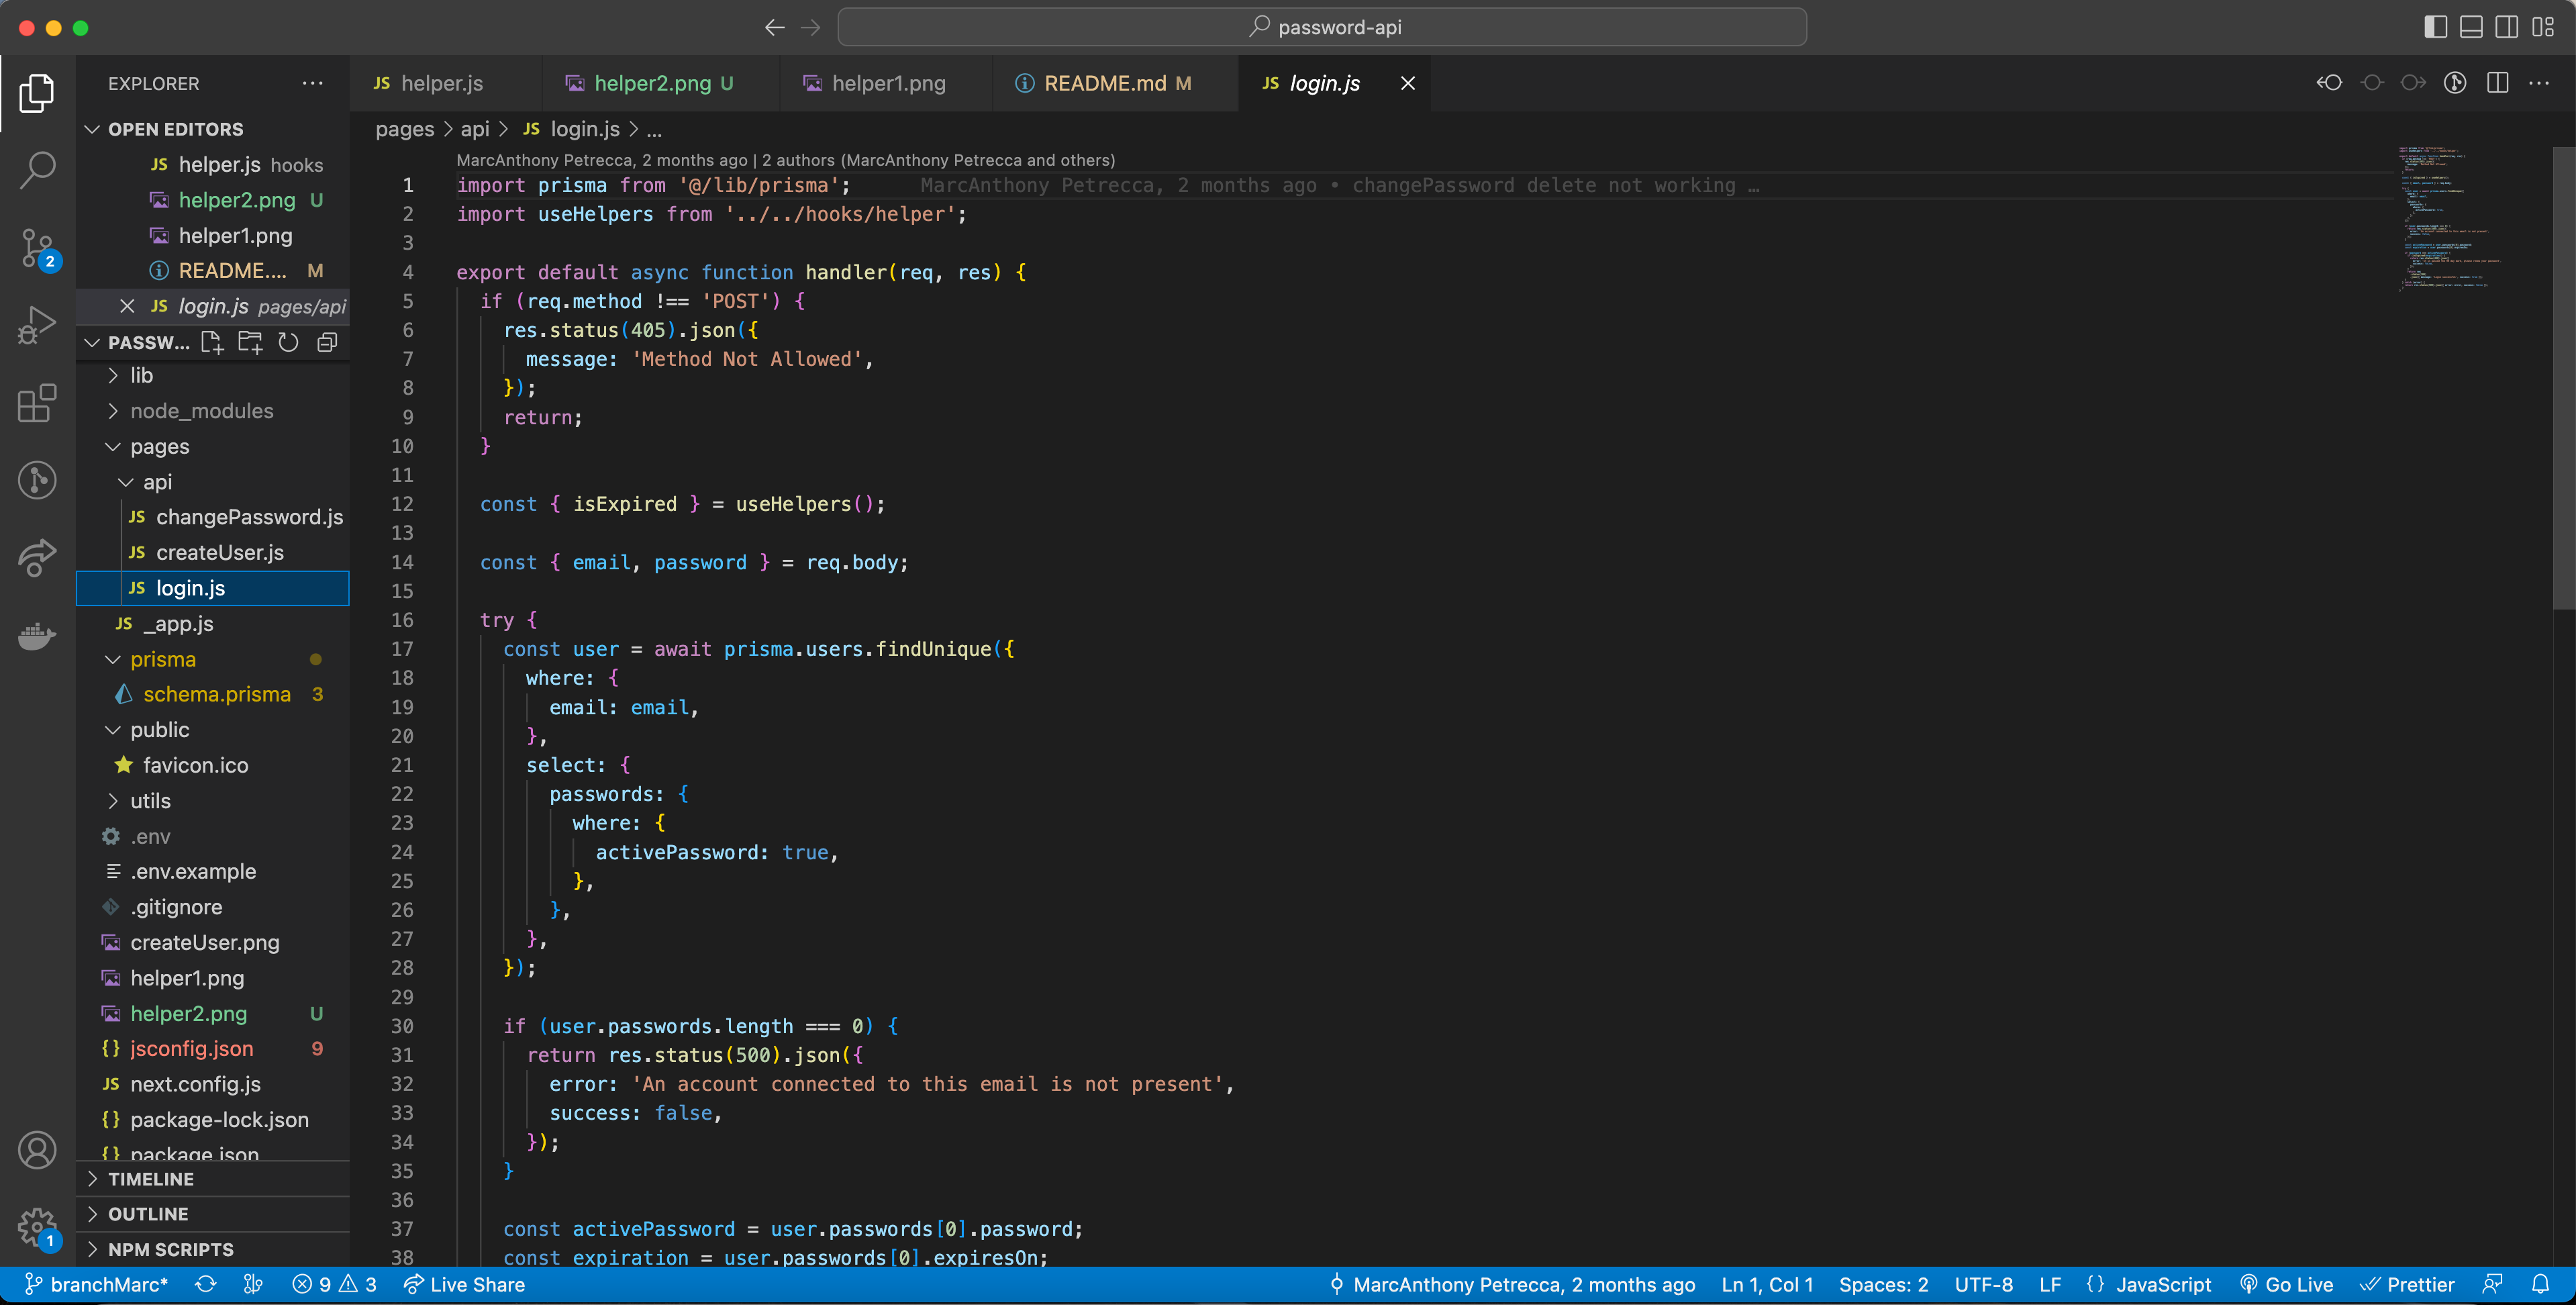 password-api
EXPLORER
OPEN EDITORS
JS helper.js hooks
helper2.png U
helper1.png
README.... M
JS login.js pages/api
PASSW...
lib
node_modules
pages
api
JS changePassword.js
JS createUser.js
JS login.js
JS _app.js
prisma
schema.prisma 3
public
favicon.ico
utils
.env
.env.example
.gitignore
createUser.png
helper1.png
helper2.png U
{} jsconfig.json 9
JS next.config.js
{} package-lock.json
{} package.json
TIMELINE
OUTLINE
NPM SCRIPTS
2
1
JS helper.js helper2.png U helper1.png README.md M JS login.js
pages > api > JS login.js > ...
MarcAnthony Petrecca, 2 months ago | 2 authors (MarcAnthony Petrecca and others)
1 import prisma from '@/lib/prisma'; MarcAnthony Petrecca, 2 months ago • changePassword delete not working …
2 import useHelpers from '../../hooks/helper';
3
4 export default async function handler(req, res) {
5 if (req.method !== 'POST') {
6 res.status(405).json({
7 message: 'Method Not Allowed',
8 });
9 return;
10 }
11
12 const { isExpired } = useHelpers();
13
14 const { email, password } = req.body;
15
16 try {
17 const user = await prisma.users.findUnique({
18 where: {
19 email: email,
20 },
21 select: {
22 passwords: {
23 where: {
24 activePassword: true,
25 },
26 },
27 },
28 });
29
30 if (user.passwords.length === 0) {
31 return res.status(500).json({
32 error: 'An account connected to this email is not present',
33 success: false,
34 });
35 }
36
37 const activePassword = user.passwords[0].password;
38 const expiration = user.passwords[0].expiresOn;
branchMarc* 9 3 Live Share MarcAnthony Petrecca, 2 months ago Ln 1, Col 1 Spaces: 2 UTF-8 LF {} JavaScript Go Live Prettier